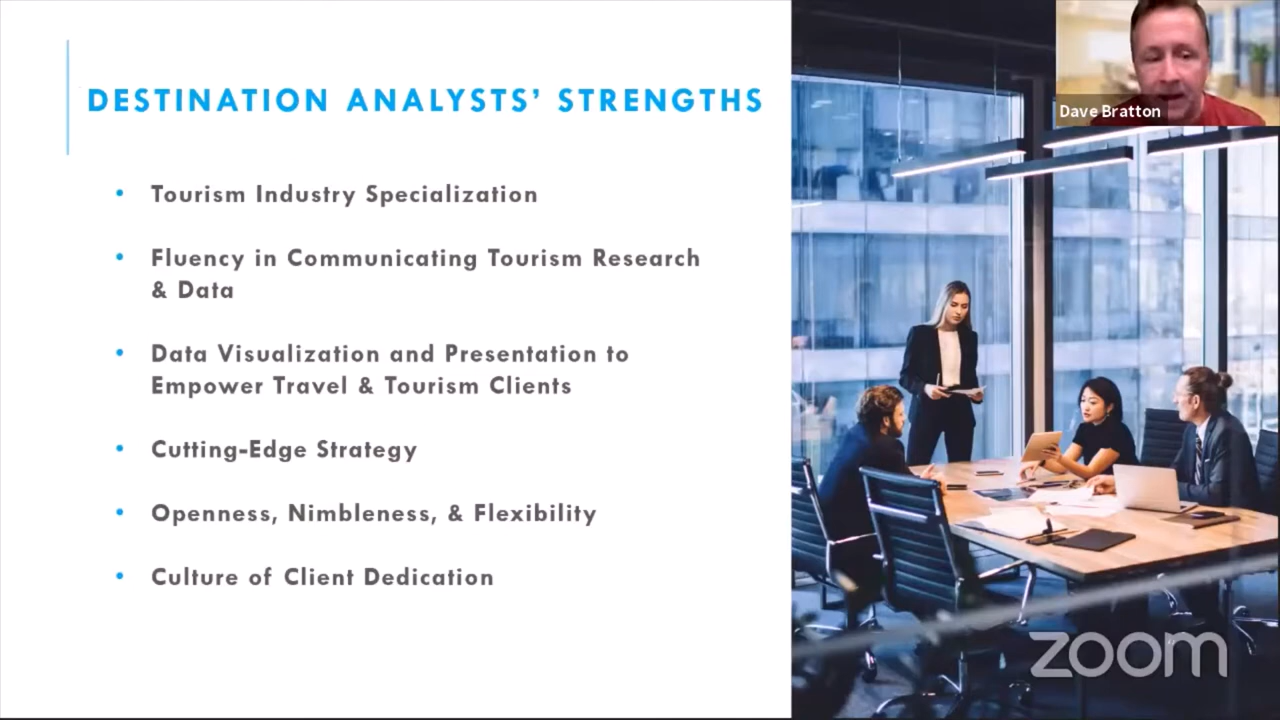 DESTINATION ANALYSTS’ STRENGTHS
• Tourism Industry Specialization
• Fluency in Communicating Tourism Research
& Data
• Data Visualization and Presentation to
Empower Travel & Tourism Clients
• Cutting-Edge Strategy
• Openness, Nimbleness, & Flexibility
• Culture of Client Dedication
Dave Bratton
zoom